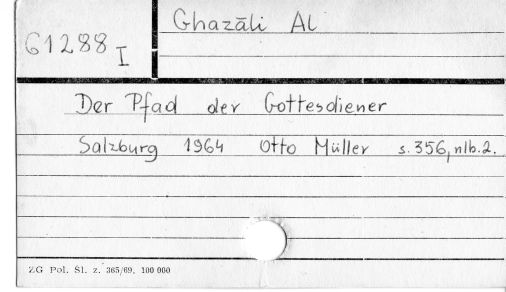 Ghazāli Al
61288 I
Der Pfad der Gottesdiener
Salzburg 1964 Otto Müller s. 356, nlb. 2.
ZG Pol. Sl. z. 365/69. 100 000